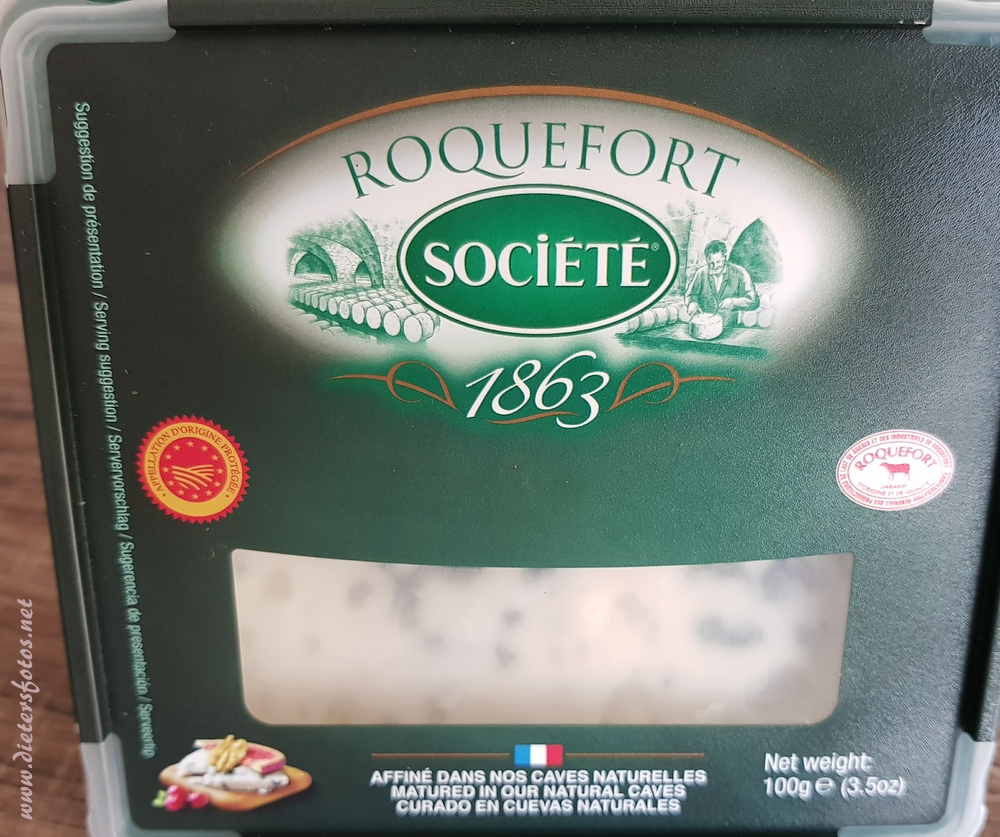 ROQUEFORT
SOCIÉTÉ®
1863
Suggestion de présentation / Serving suggestion / Serviervorschlag / Sugerencia de presentación / Serveertip
APPELLATION D'ORIGINE PROTÉGÉE
ROQUEFORT
AFFINÉ DANS NOS CAVES NATURELLES
MATURED IN OUR NATURAL CAVES
CURADO EN CUEVAS NATURALES
Net weight:
100g ℮ (3.5oz)
www.dietersfotos.net